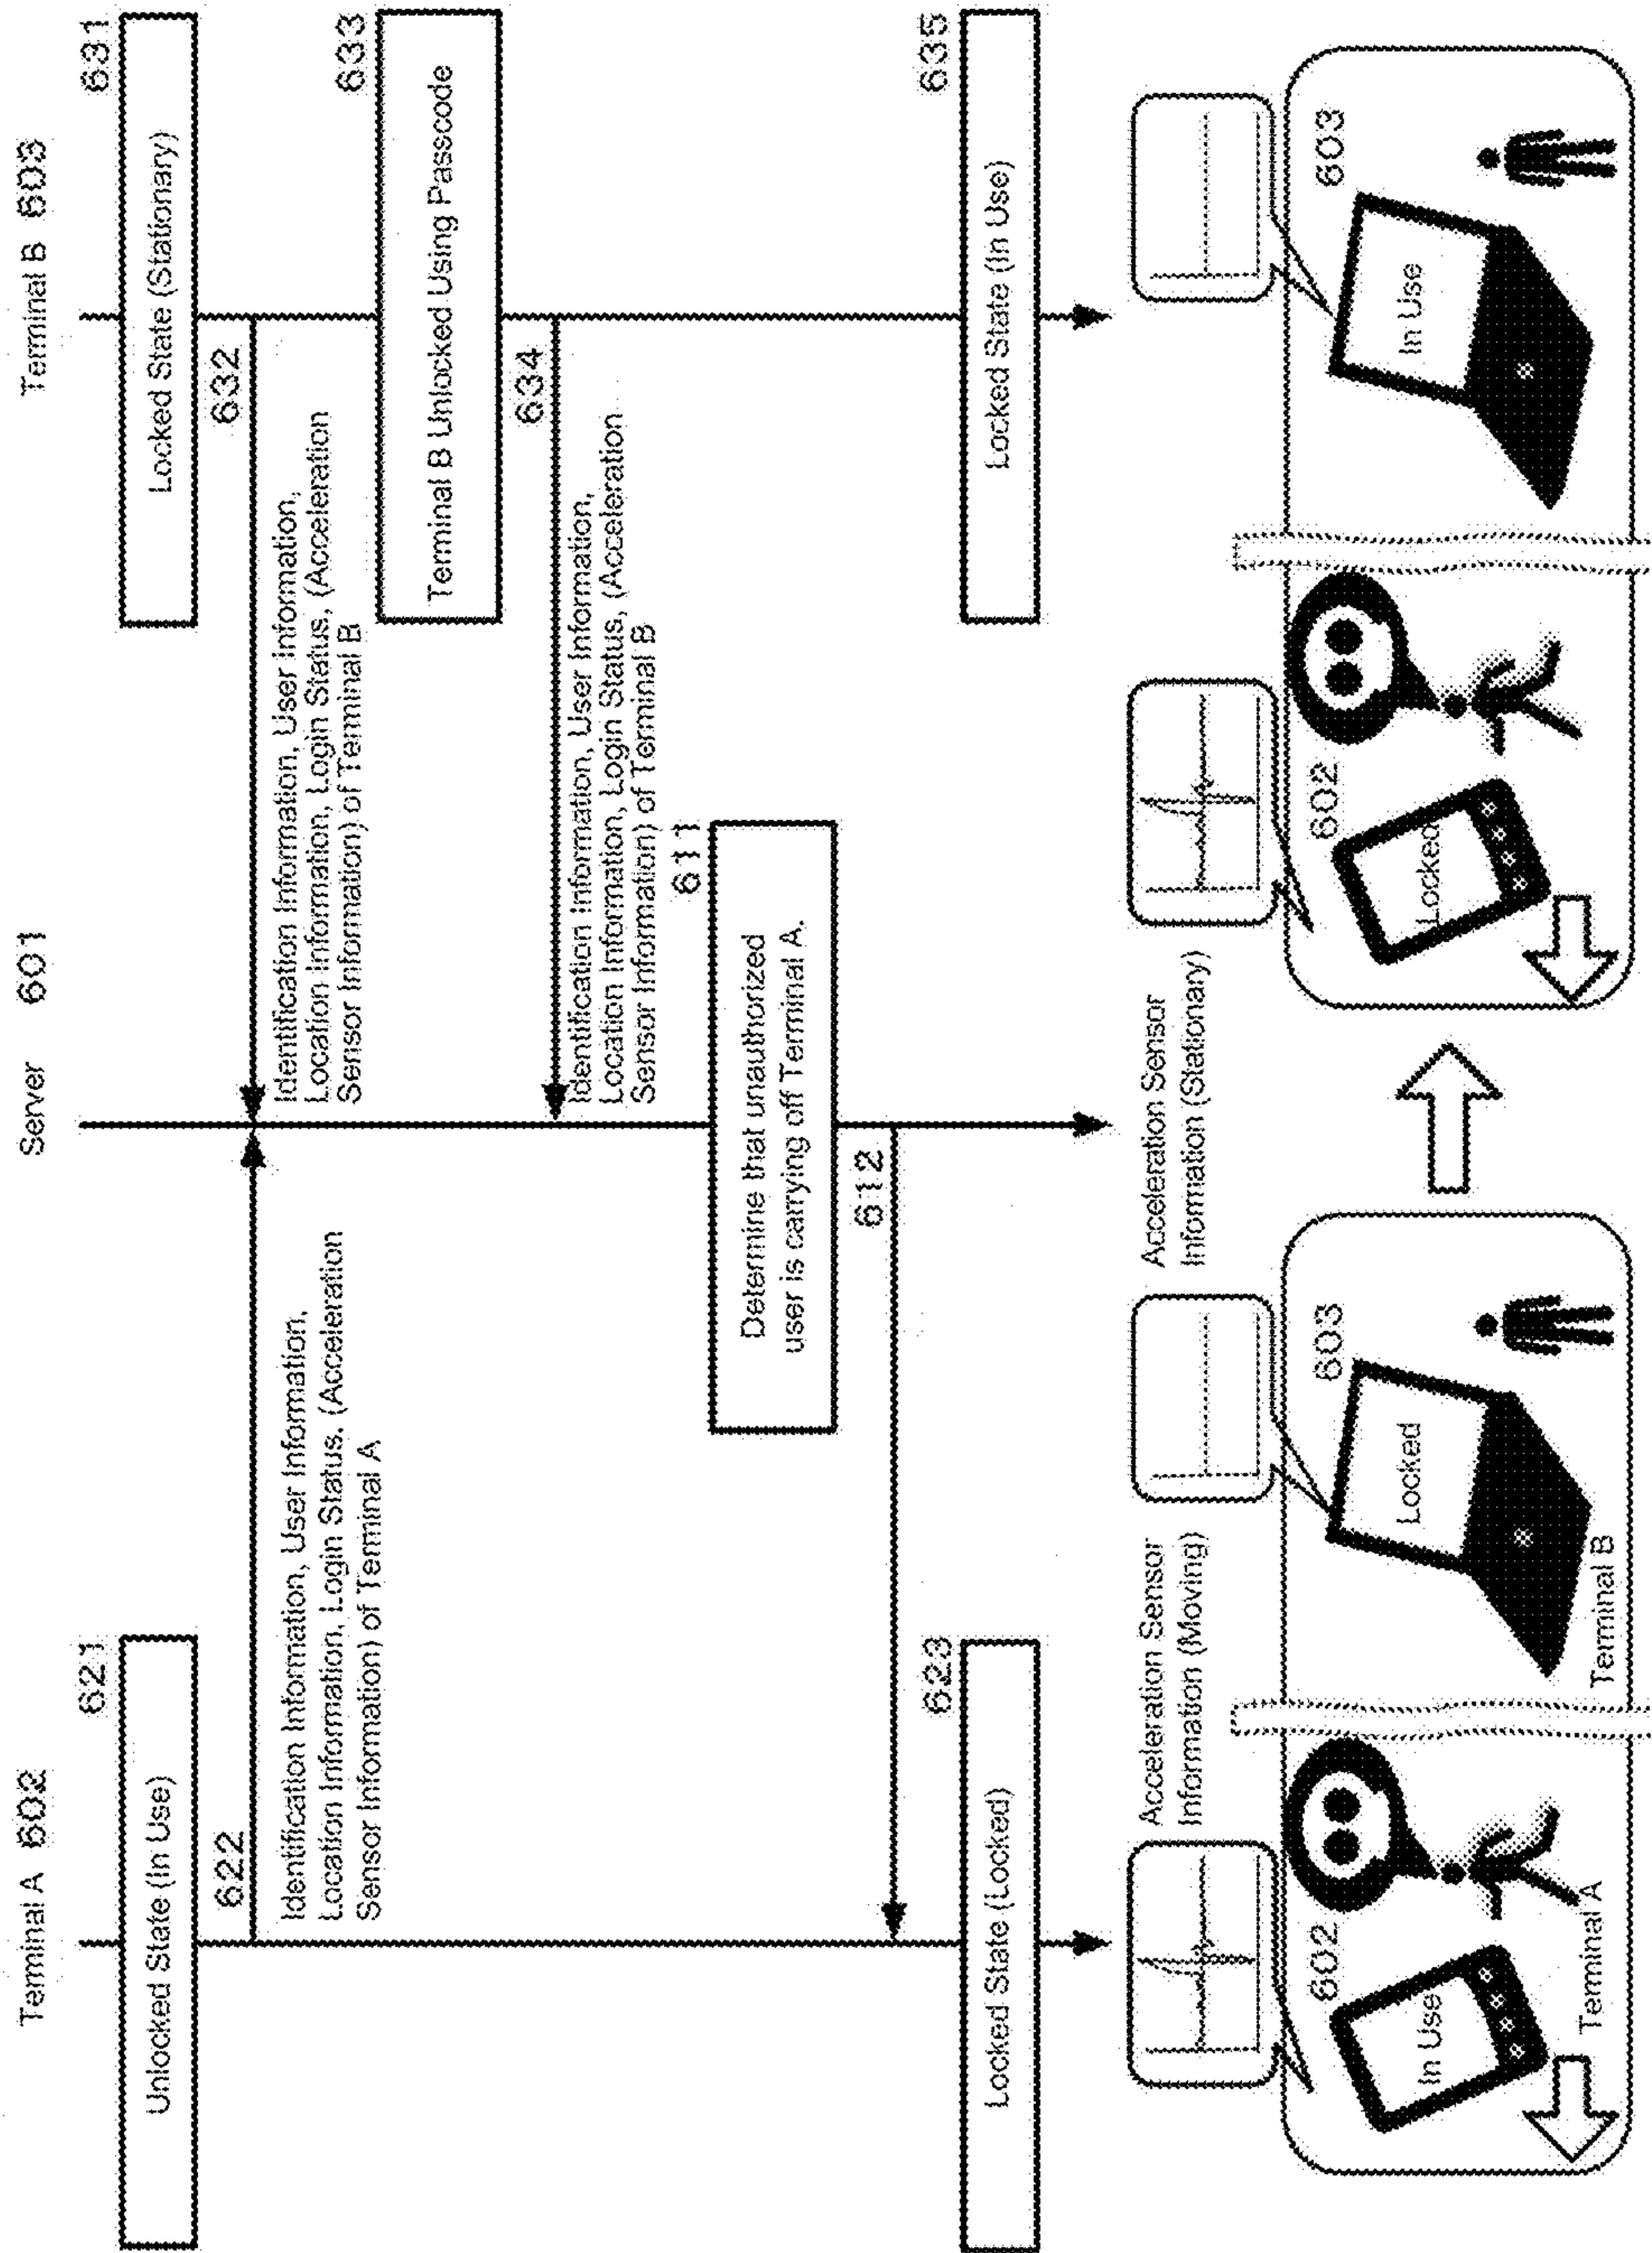 Terminal A 602
Server 601
Terminal B 603
621
Unlocked State (In Use)
631
Locked State (Stationary)
622
632
Identification Information, User Information,
Location Information, Login Status, (Acceleration
Sensor Information) of Terminal A
Identification Information, User Information,
Location Information, Login Status, (Acceleration
Sensor Information) of Terminal B
633
Terminal B Unlocked Using Passcode
634
Identification Information, User Information,
Location Information, Login Status, (Acceleration
Sensor Information) of Terminal B
611
Determine that unauthorized
user is carrying off Terminal A.
612
623
Locked State (Locked)
635
Locked State (In Use)
Acceleration Sensor
Information (Moving)
Acceleration Sensor
Information (Stationary)
602
In Use
Terminal A
603
Locked
Terminal B
602
Locked
603
In Use